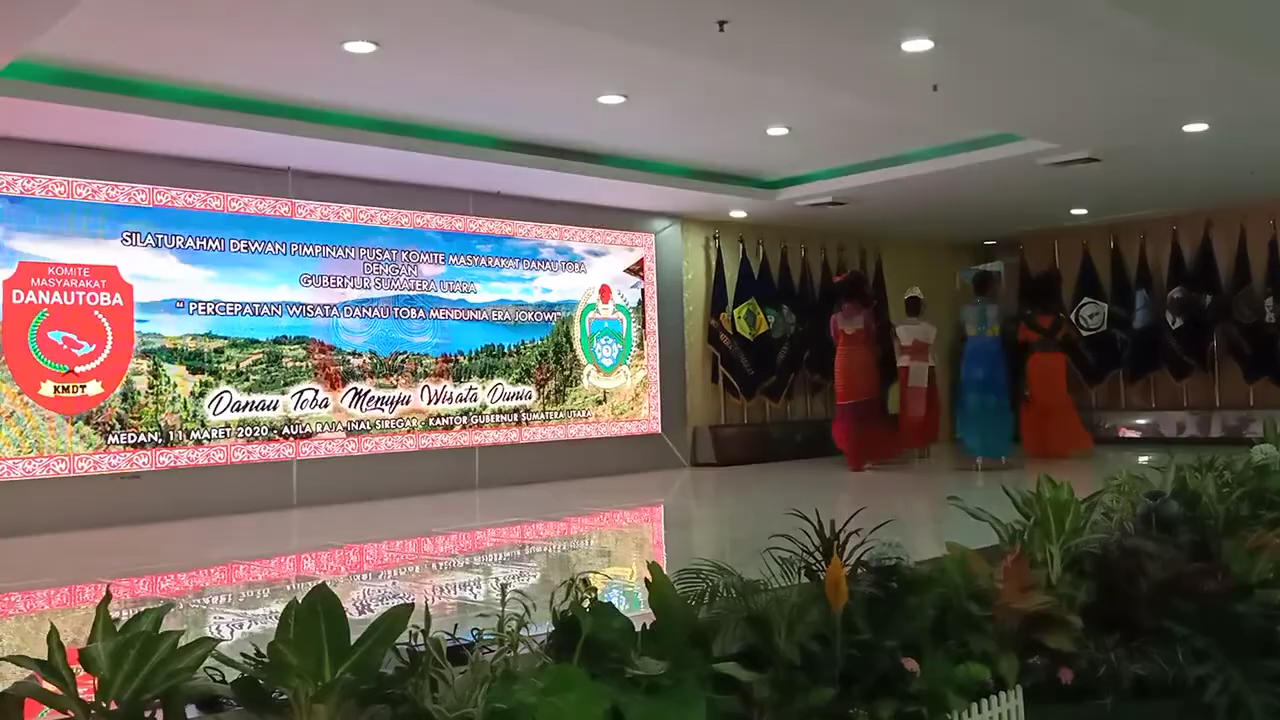 SILATURAHMI DEWAN PIMPINAN PUSAT KOMITE MASYARAKAT DANAU TOBA
DENGAN
GUBERNUR SUMATERA UTARA
“ PERCEPATAN WISATA DANAU TOBA MENDUNIA ERA JOKOWI”
KOMITE
MASYARAKAT
DANAUTOBA
KMDT
Danau Toba Menuju Wisata Dunia
MEDAN, 11 MARET 2020 - AULA RAJA INAL SIREGAR - KANTOR GUBERNUR SUMATERA UTARA